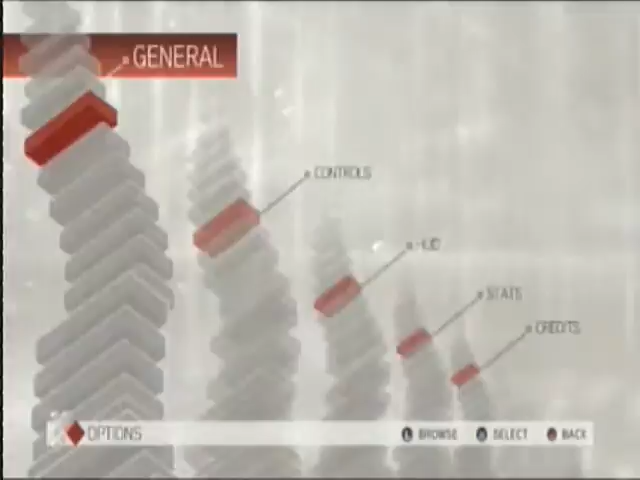 GENERAL
CONTROLS
HUD
STATS
CREDITS
OPTIONS
L BROWSE A SELECT B BACK